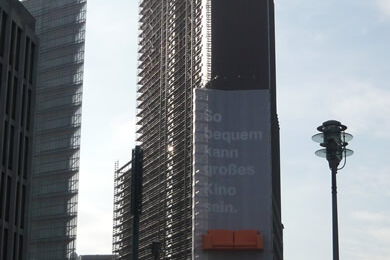 So
bequem
kann
großes
Kino
sein.